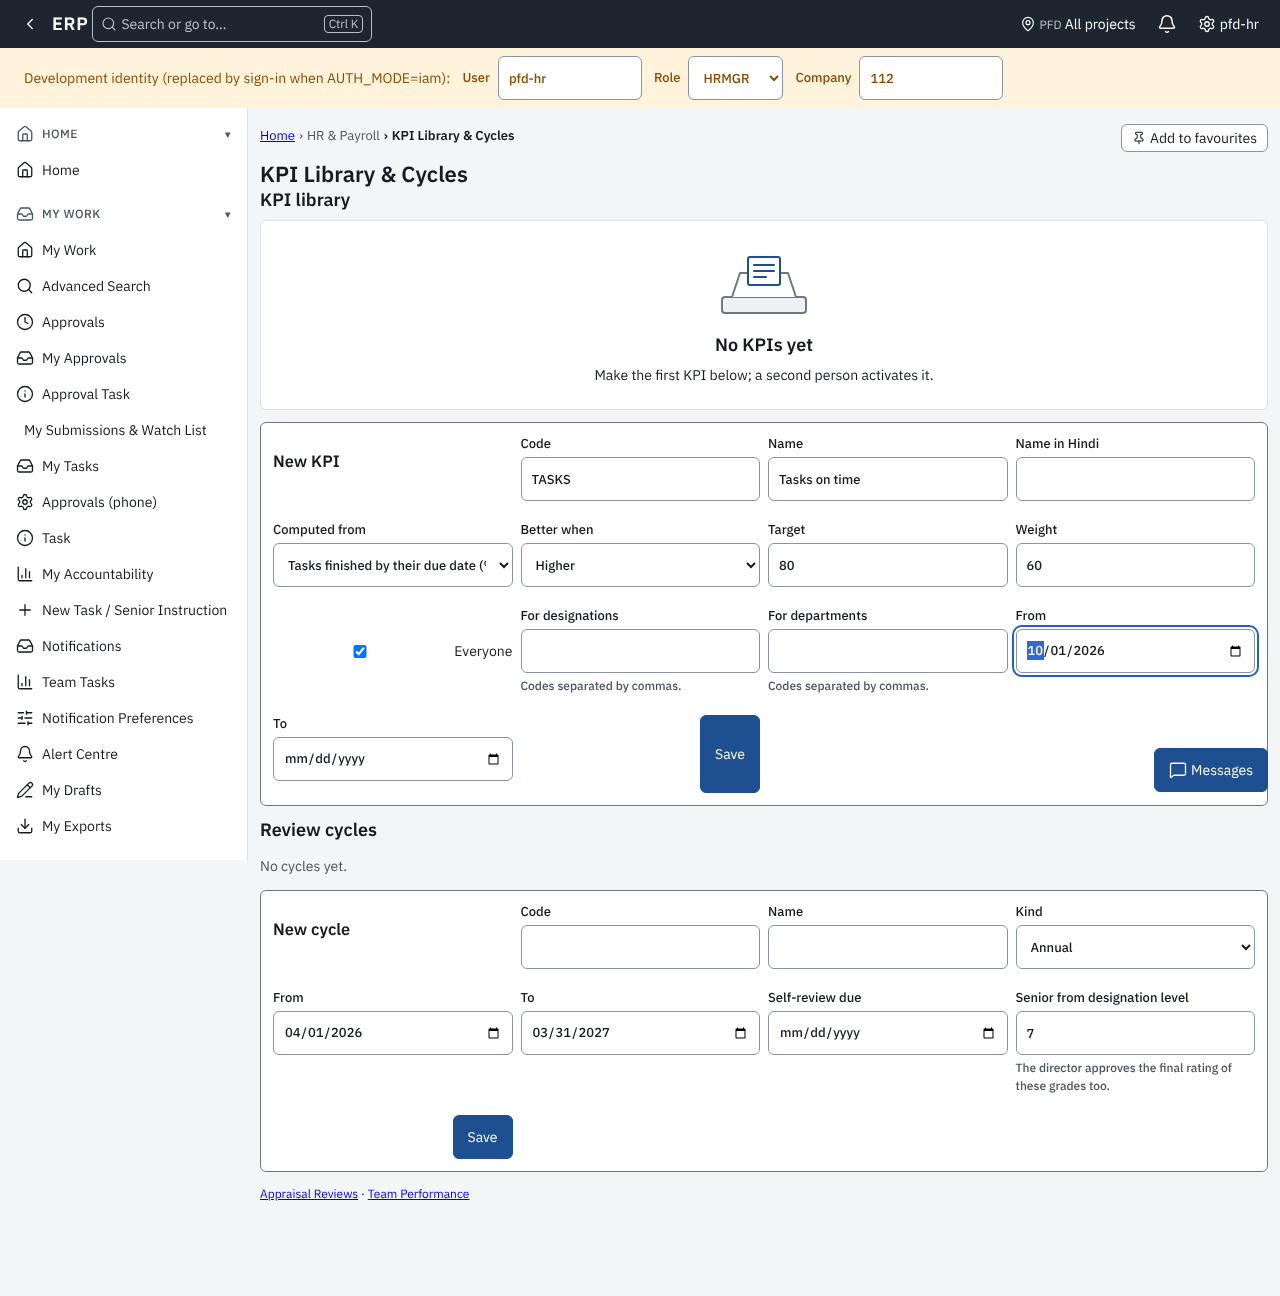 ERP
Search or go to...
Ctrl K
PFD All projects
pfd-hr
Development identity (replaced by sign-in when AUTH_MODE=iam):
User
pfd-hr
Role
HRMGR
Company
112
HOME
Home
MY WORK
My Work
Advanced Search
Approvals
My Approvals
Approval Task
My Submissions & Watch List
My Tasks
Approvals (phone)
Task
My Accountability
New Task / Senior Instruction
Notifications
Team Tasks
Notification Preferences
Alert Centre
My Drafts
My Exports
Home › HR & Payroll › KPI Library & Cycles
Add to favourites
KPI Library & Cycles
KPI library
No KPIs yet
Make the first KPI below; a second person activates it.
New KPI
Code
TASKS
Name
Tasks on time
Name in Hindi
Computed from
Tasks finished by their due date (
Better when
Higher
Target
80
Weight
60
Everyone
For designations
Codes separated by commas.
For departments
Codes separated by commas.
From
10/01/2026
To
mm/dd/yyyy
Save
Messages
Review cycles
No cycles yet.
New cycle
Code
Name
Kind
Annual
From
04/01/2026
To
03/31/2027
Self-review due
mm/dd/yyyy
Senior from designation level
7
The director approves the final rating of
these grades too.
Save
Appraisal Reviews · Team Performance